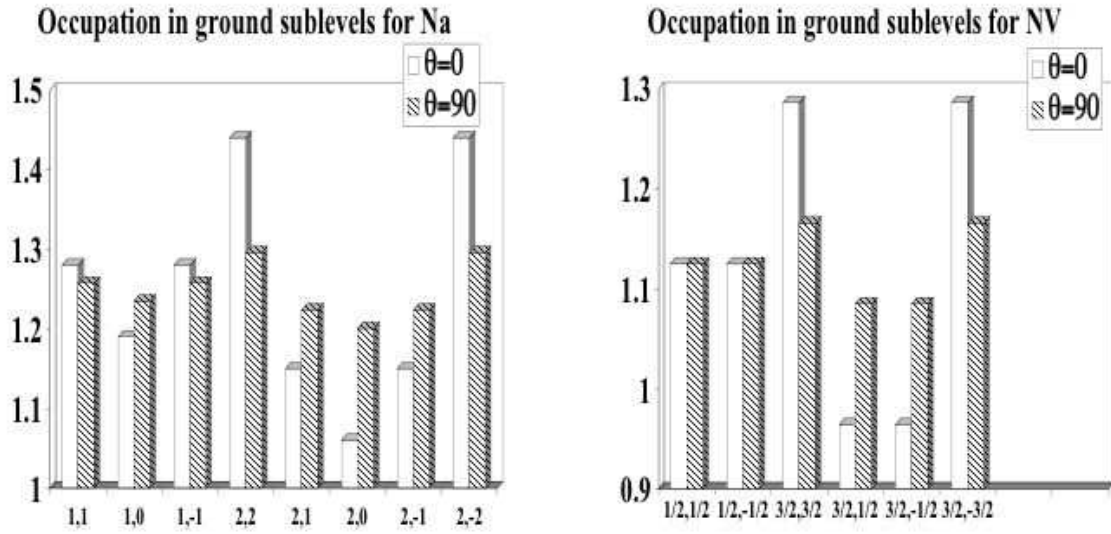 Occupation in ground sublevels for Na
θ=0
θ=90
1.5
1.4
1.3
1.2
1.1
1
1,1 1,0 1,-1 2,2 2,1 2,0 2,-1 2,-2
Occupation in ground sublevels for NV
θ=0
θ=90
1.3
1.2
1.1
1
0.9
1/2,1/2 1/2,-1/2 3/2,3/2 3/2,1/2 3/2,-1/2 3/2,-3/2